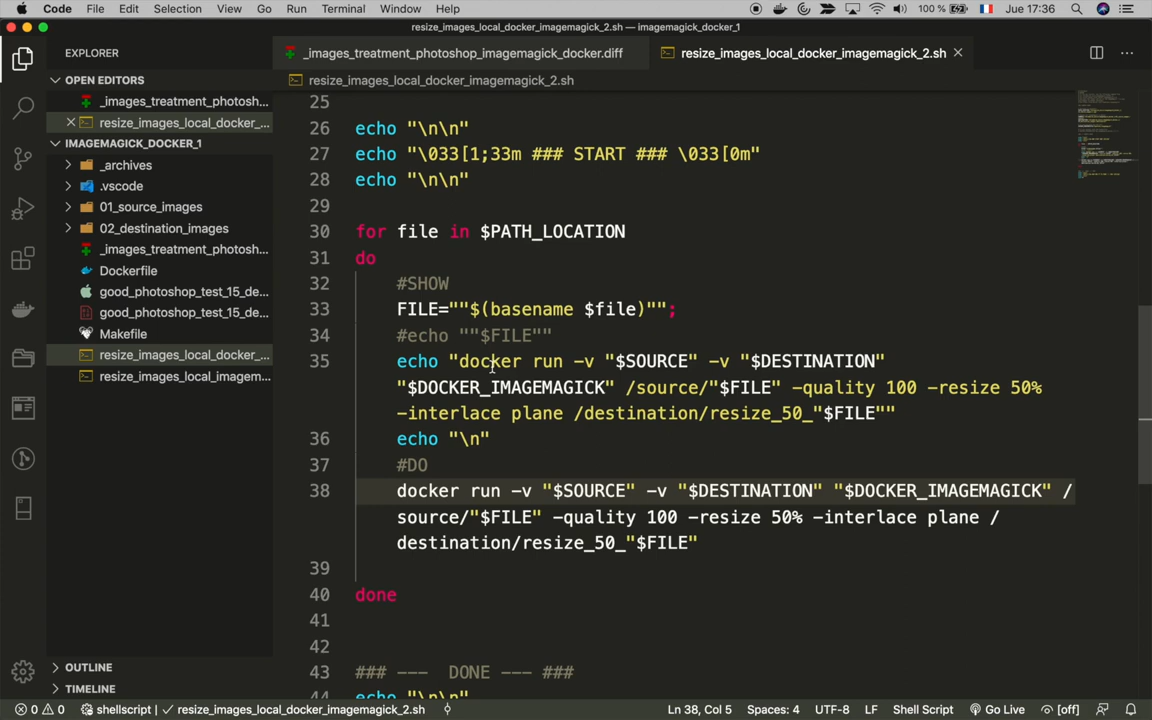 Code File Edit Selection View Go Run Terminal Window Help 100 % Jue 17:36
resize_images_local_docker_imagemagick_2.sh — imagemagick_docker_1
EXPLORER
_images_treatment_photoshop_imagemagick_docker.diff
resize_images_local_docker_imagemagick_2.sh
OPEN EDITORS
_images_treatment_photosh...
resize_images_local_docker_...
IMAGEMAGICK_DOCKER_1
_archives
.vscode
01_source_images
02_destination_images
_images_treatment_photosh...
Dockerfile
good_photoshop_test_15_de...
good_photoshop_test_15_de...
Makefile
resize_images_local_docker_...
resize_images_local_imagem...
OUTLINE
TIMELINE
resize_images_local_docker_imagemagick_2.sh
25
26 echo "\n\n"
27 echo "\033[1;33m ### START ### \033[0m"
28 echo "\n\n"
29
30 for file in $PATH_LOCATION
31 do
32 #SHOW
33 FILE=""$(basename $file)"";
34 #echo ""$FILE""
35 echo "docker run -v "$SOURCE" -v "$DESTINATION"
"$DOCKER_IMAGEMAGICK" /source/"$FILE" -quality 100 -resize 50%
-interlace plane /destination/resize_50_"$FILE""
36 echo "\n"
37 #DO
38 docker run -v "$SOURCE" -v "$DESTINATION" "$DOCKER_IMAGEMAGICK" /
source/"$FILE" -quality 100 -resize 50% -interlace plane /
destination/resize_50_"$FILE"
39
40 done
41
42
43 ### --- DONE --- ###
44 echo "\n\n"
0 0 shellscript resize_images_local_docker_imagemagick_2.sh Ln 38, Col 5 Spaces: 4 UTF-8 LF Shell Script Go Live [off]